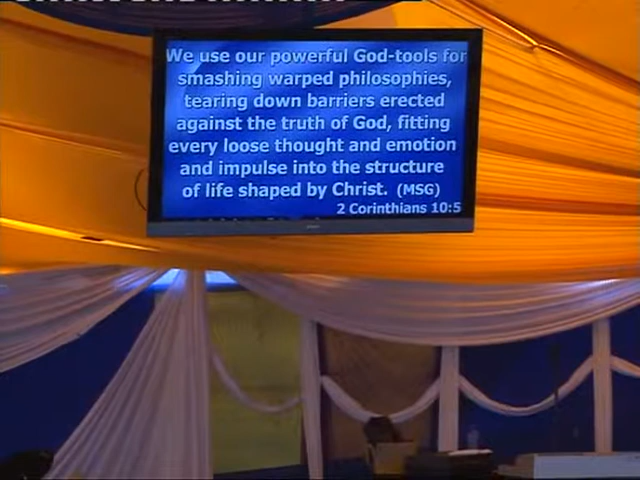 We use our powerful God-tools for
smashing warped philosophies,
tearing down barriers erected
against the truth of God, fitting
every loose thought and emotion
and impulse into the structure
of life shaped by Christ. (MSG)
2 Corinthians 10:5